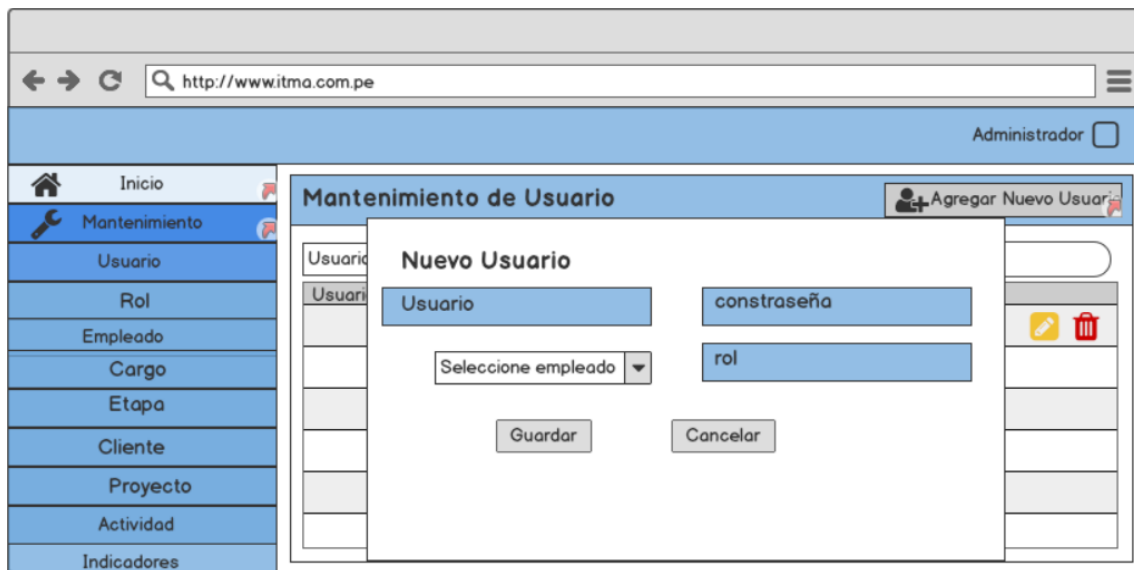 http://www.itma.com.pe
Administrador
Inicio
Mantenimiento
Usuario
Rol
Empleado
Cargo
Etapa
Cliente
Proyecto
Actividad
Indicadores
Mantenimiento de Usuario
Agregar Nuevo Usuari
Usuario
Usuari
Nuevo Usuario
Usuario
constraseña
Seleccione empleado
rol
Guardar
Cancelar